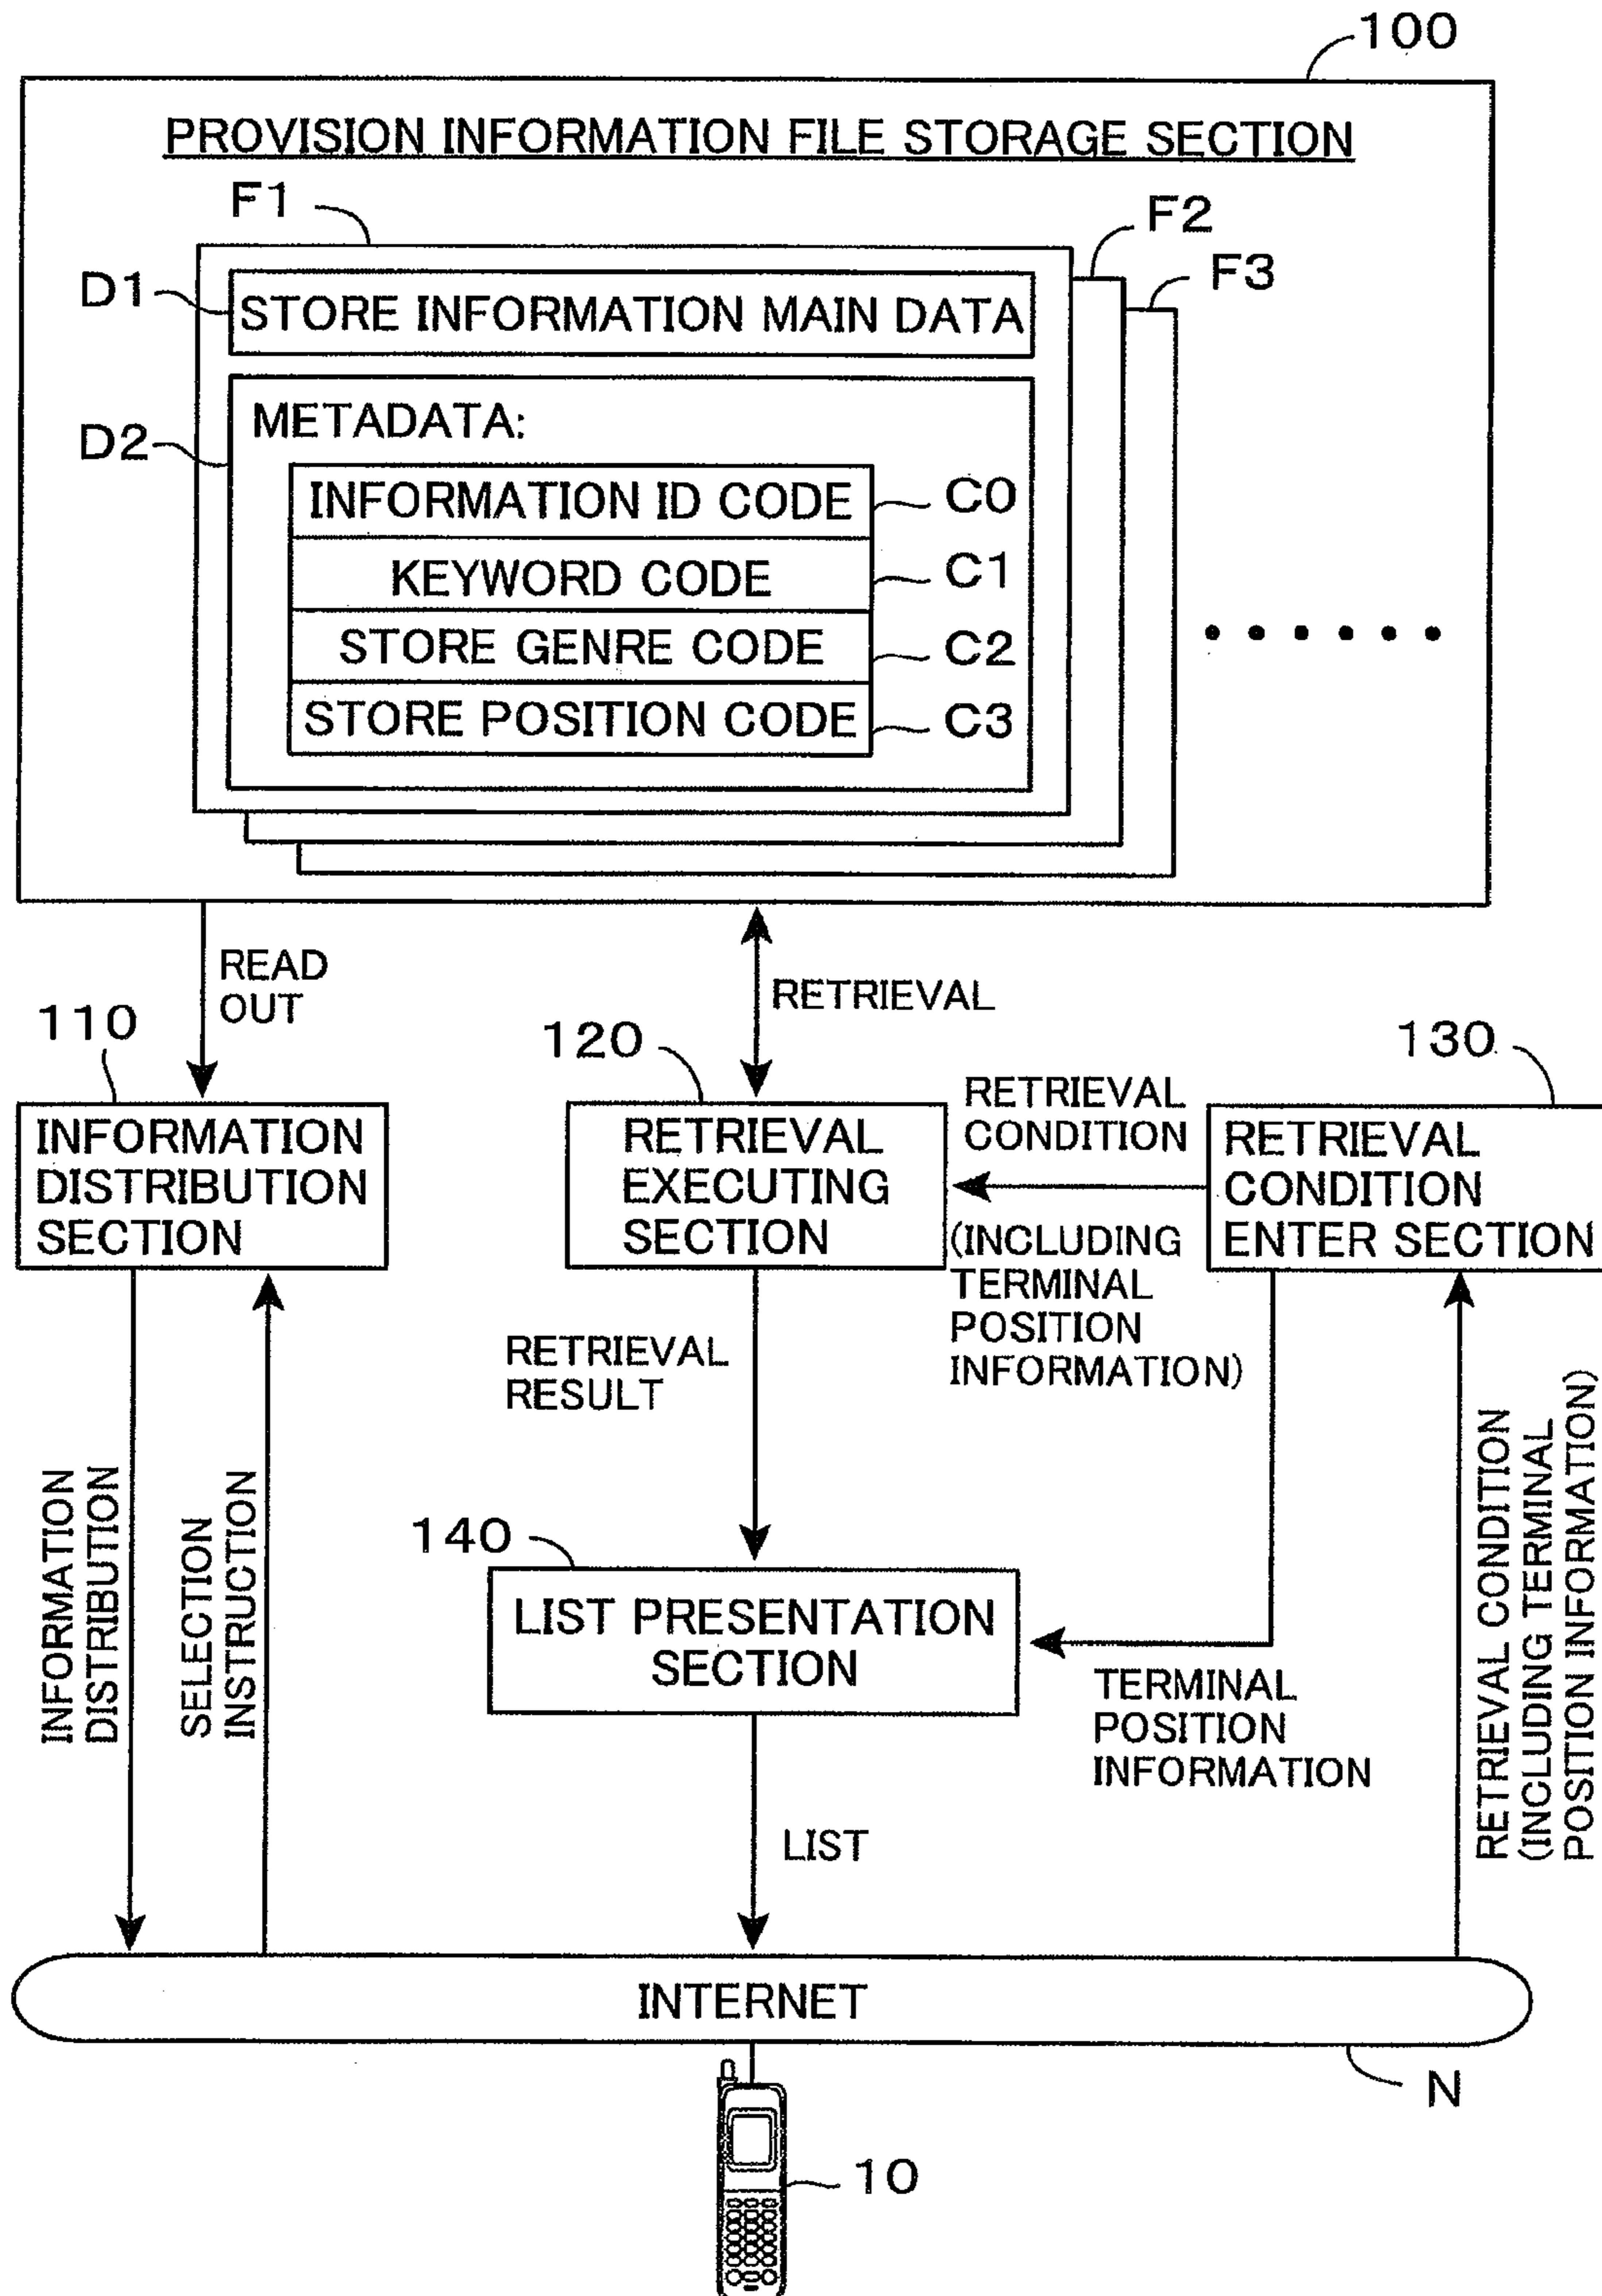 100
PROVISION INFORMATION FILE STORAGE SECTION
F1
F2
F3
D1
STORE INFORMATION MAIN DATA
D2
METADATA:
INFORMATION ID CODE
C0
KEYWORD CODE
C1
STORE GENRE CODE
C2
STORE POSITION CODE
C3
READ
OUT
RETRIEVAL
110
120
130
INFORMATION
DISTRIBUTION
SECTION
RETRIEVAL
EXECUTING
SECTION
RETRIEVAL
CONDITION
(INCLUDING
TERMINAL
POSITION
INFORMATION)
RETRIEVAL
CONDITION
ENTER SECTION
RETRIEVAL
RESULT
INFORMATION
DISTRIBUTION
SELECTION
INSTRUCTION
140
LIST PRESENTATION
SECTION
TERMINAL
POSITION
INFORMATION
RETRIEVAL CONDITION
(INCLUDING TERMINAL
POSITION INFORMATION)
LIST
INTERNET
N
10